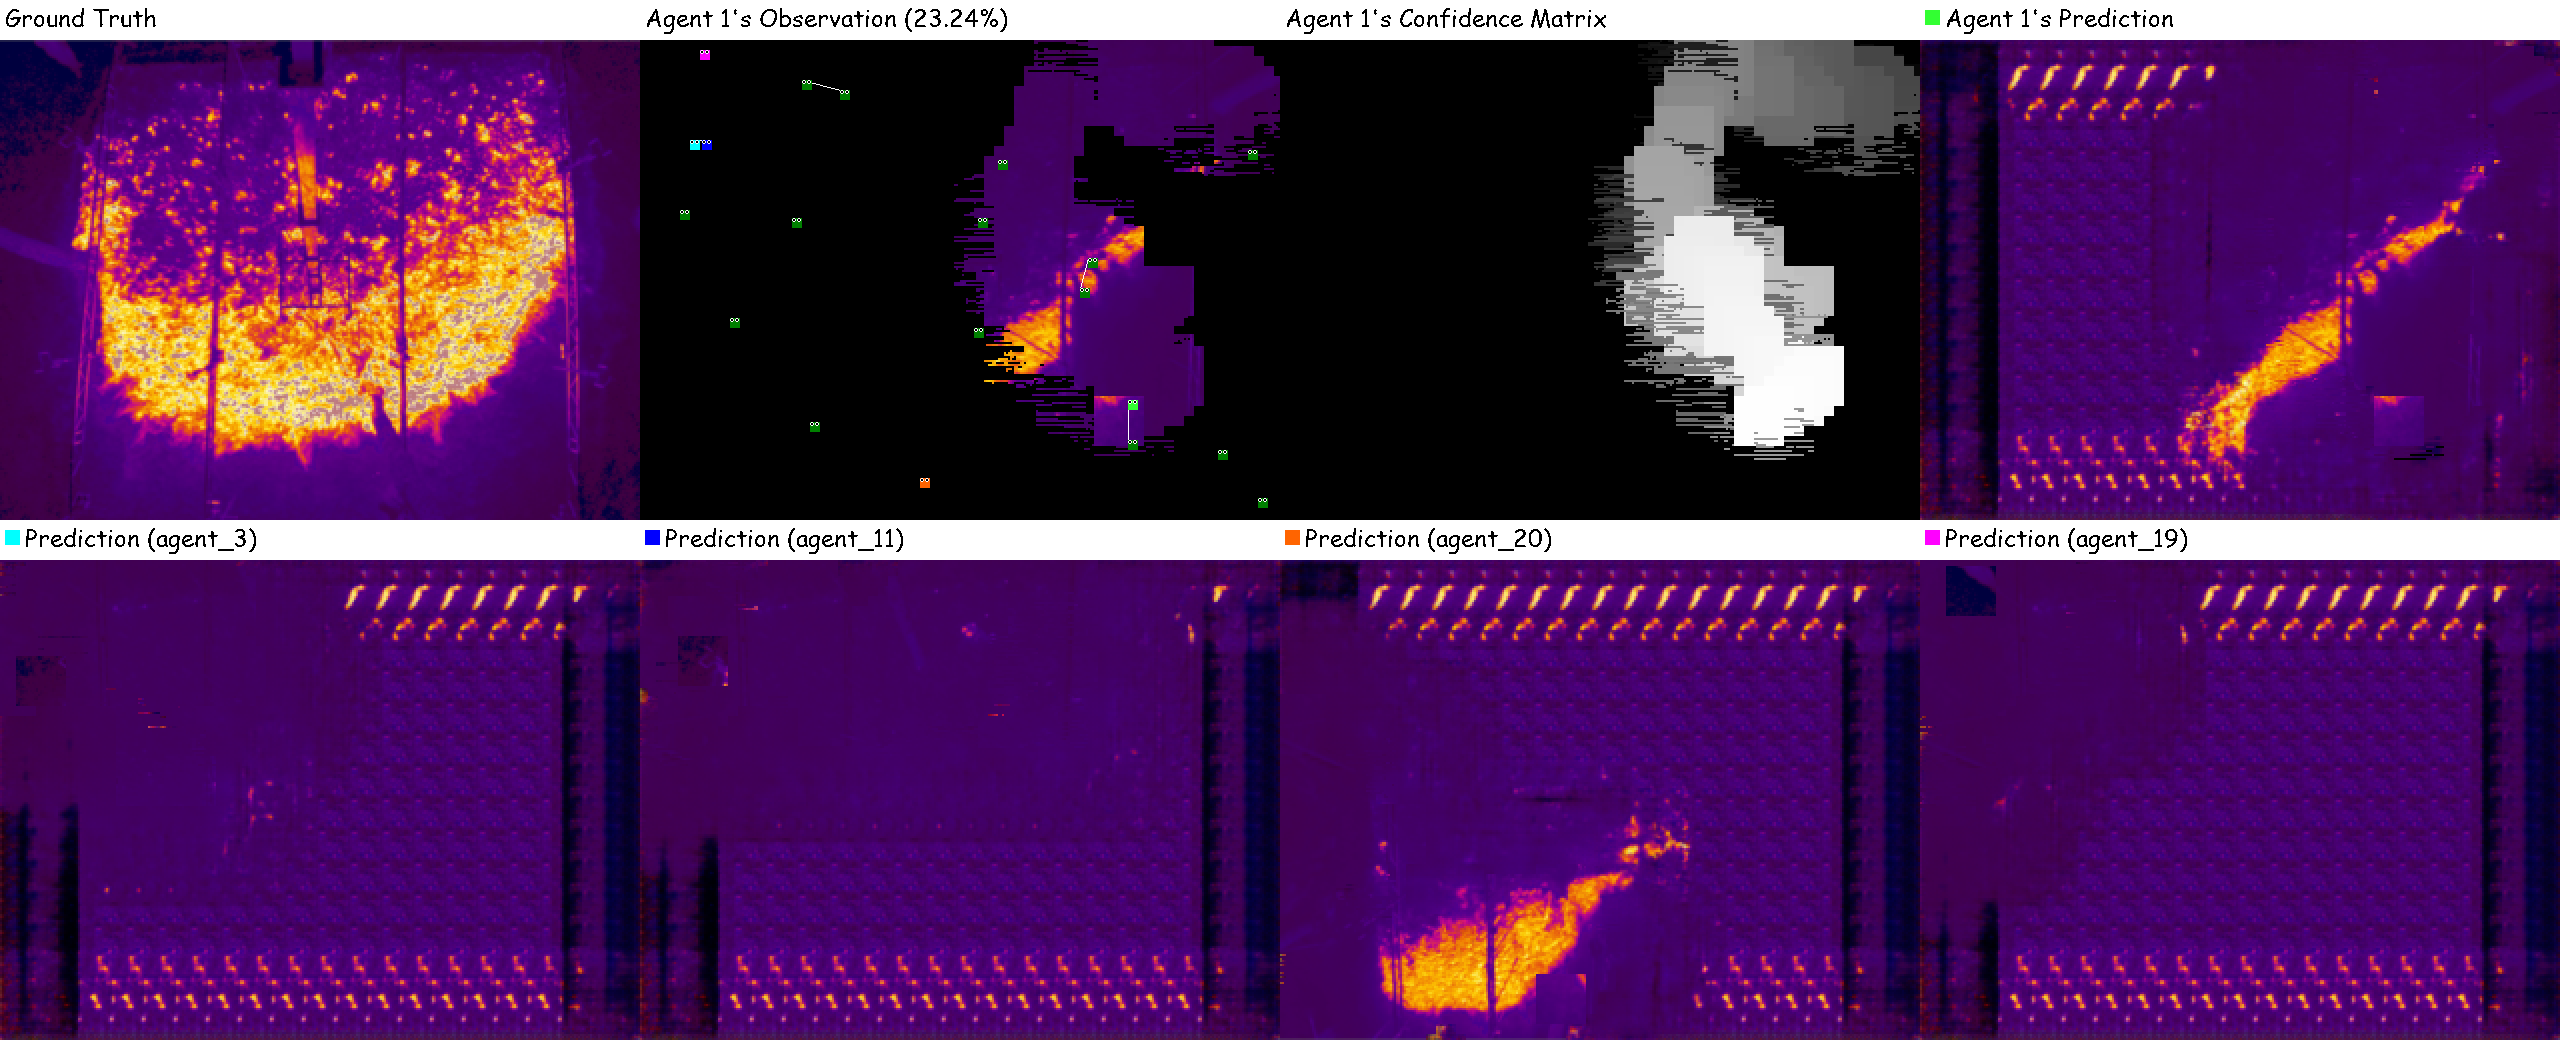 Ground Truth
Agent 1's Observation (23.24%)
Agent 1's Confidence Matrix
Agent 1's Prediction
Prediction (agent_3)
Prediction (agent_11)
Prediction (agent_20)
Prediction (agent_19)